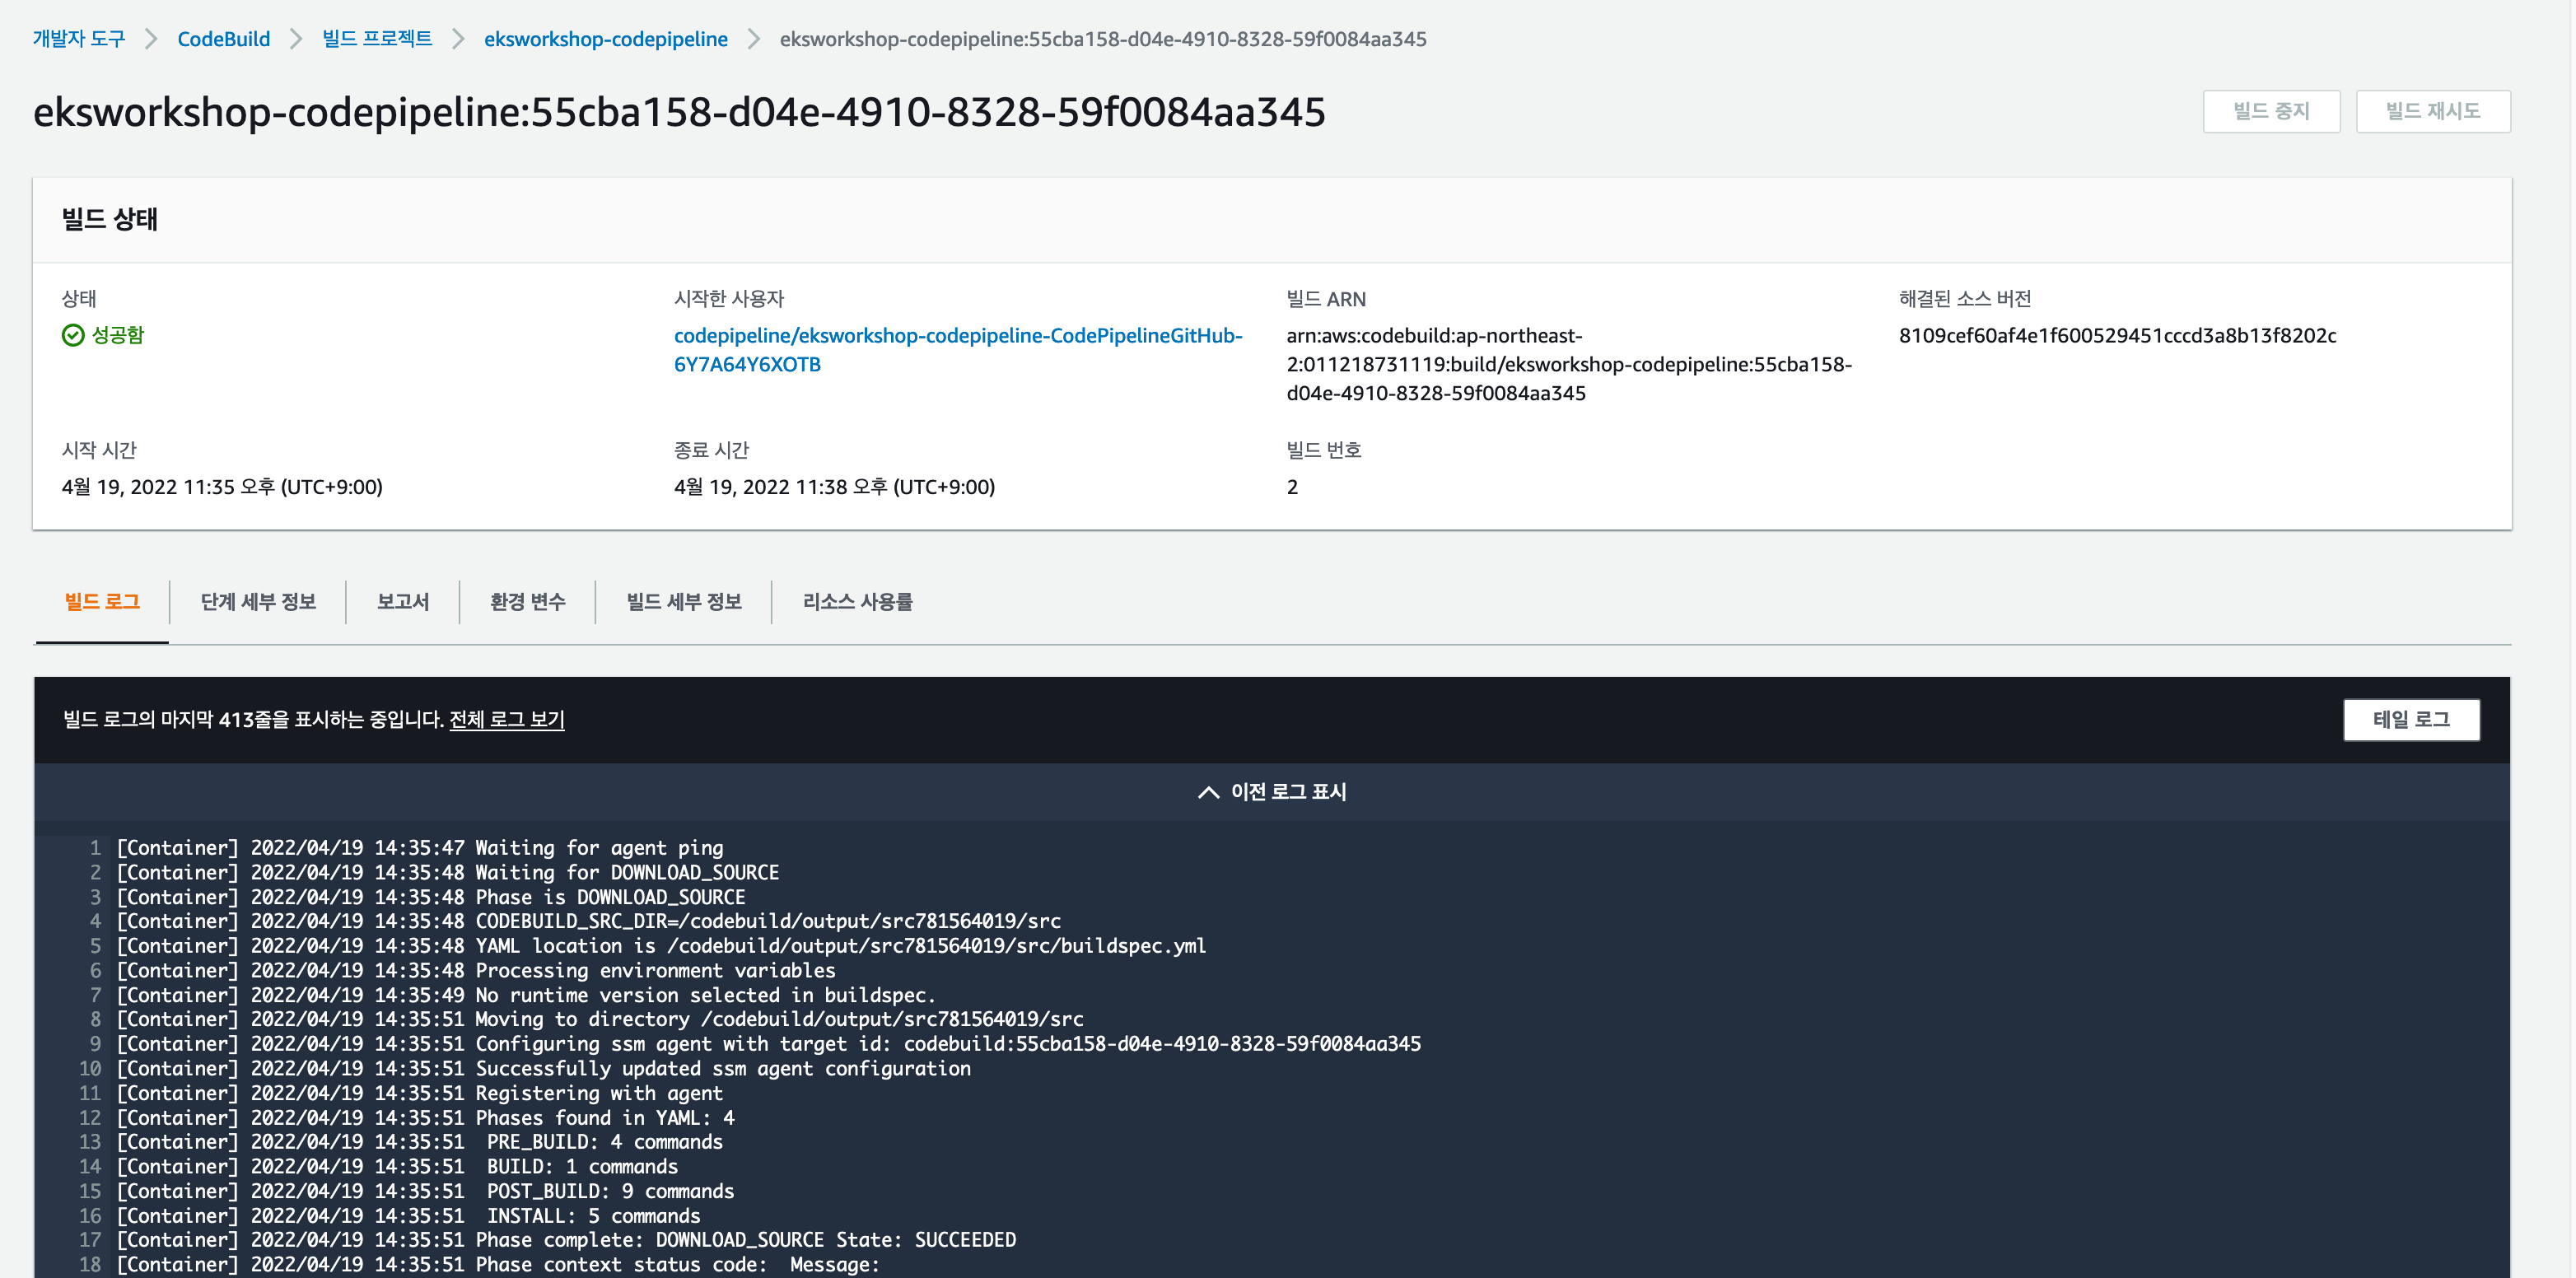 개발자 도구 > CodeBuild > 빌드 프로젝트 > eksworkshop-codepipeline > eksworkshop-codepipeline:55cba158-d04e-4910-8328-59f0084aa345
eksworkshop-codepipeline:55cba158-d04e-4910-8328-59f0084aa345
빌드 중지
빌드 재시도
빌드 상태
상태
성공함
시작한 사용자
codepipeline/eksworkshop-codepipeline-CodePipelineGitHub-
6Y7A64Y6XOTB
빌드 ARN
arn:aws:codebuild:ap-northeast-
2:011218731119:build/eksworkshop-codepipeline:55cba158-
d04e-4910-8328-59f0084aa345
해결된 소스 버전
8109cef60af4e1f600529451cccd3a8b13f8202c
시작 시간
4월 19, 2022 11:35 오후 (UTC+9:00)
종료 시간
4월 19, 2022 11:38 오후 (UTC+9:00)
빌드 번호
2
빌드 로그
단계 세부 정보
보고서
환경 변수
빌드 세부 정보
리소스 사용률
빌드 로그의 마지막 413줄을 표시하는 중입니다. 전체 로그 보기
테일 로그
이전 로그 표시
1 [Container] 2022/04/19 14:35:47 Waiting for agent ping
2 [Container] 2022/04/19 14:35:48 Waiting for DOWNLOAD_SOURCE
3 [Container] 2022/04/19 14:35:48 Phase is DOWNLOAD_SOURCE
4 [Container] 2022/04/19 14:35:48 CODEBUILD_SRC_DIR=/codebuild/output/src781564019/src
5 [Container] 2022/04/19 14:35:48 YAML location is /codebuild/output/src781564019/src/buildspec.yml
6 [Container] 2022/04/19 14:35:48 Processing environment variables
7 [Container] 2022/04/19 14:35:49 No runtime version selected in buildspec.
8 [Container] 2022/04/19 14:35:51 Moving to directory /codebuild/output/src781564019/src
9 [Container] 2022/04/19 14:35:51 Configuring ssm agent with target id: codebuild:55cba158-d04e-4910-8328-59f0084aa345
10 [Container] 2022/04/19 14:35:51 Successfully updated ssm agent configuration
11 [Container] 2022/04/19 14:35:51 Registering with agent
12 [Container] 2022/04/19 14:35:51 Phases found in YAML: 4
13 [Container] 2022/04/19 14:35:51  PRE_BUILD: 4 commands
14 [Container] 2022/04/19 14:35:51  BUILD: 1 commands
15 [Container] 2022/04/19 14:35:51  POST_BUILD: 9 commands
16 [Container] 2022/04/19 14:35:51  INSTALL: 5 commands
17 [Container] 2022/04/19 14:35:51 Phase complete: DOWNLOAD_SOURCE State: SUCCEEDED
18 [Container] 2022/04/19 14:35:51 Phase context status code:  Message: